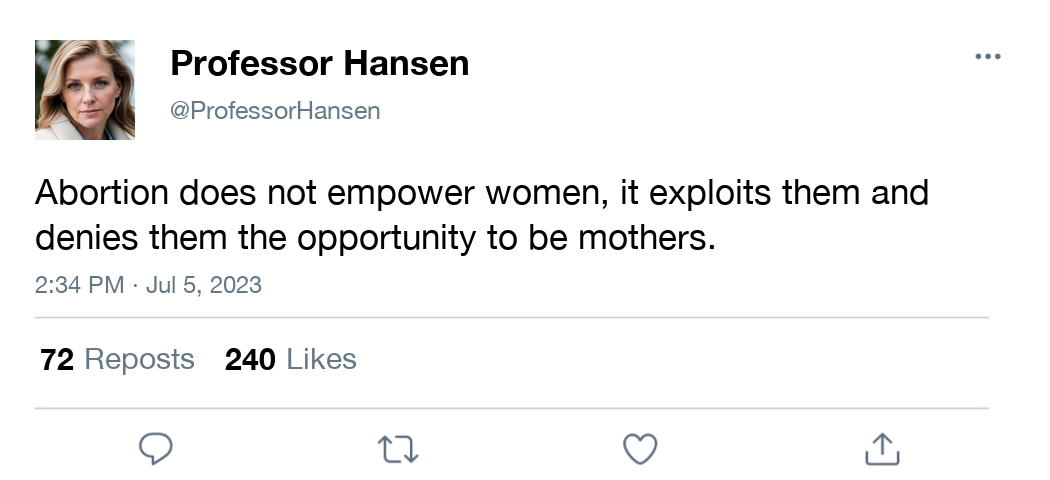 Professor Hansen
@ProfessorHansen
Abortion does not empower women, it exploits them and
denies them the opportunity to be mothers.
2:34 PM · Jul 5, 2023
72 Reposts 240 Likes